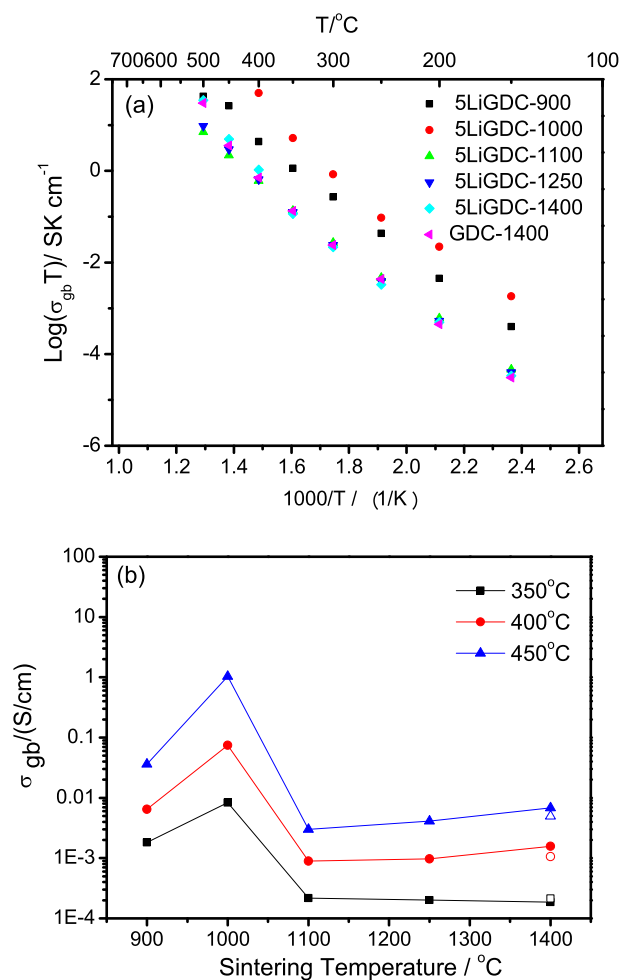 T/°C
700 600 500 400 300 200 100
(a)
5LiGDC-900
5LiGDC-1000
5LiGDC-1100
5LiGDC-1250
5LiGDC-1400
GDC-1400
2
0
-2
-4
-6
Log(σgbT)/ SK cm-1
1.0 1.2 1.4 1.6 1.8 2.0 2.2 2.4 2.6
1000/T / (1/K)
(b)
350°C
400°C
450°C
100
10
1
0.1
0.01
1E-3
1E-4
σ gb/(S/cm)
900 1000 1100 1200 1300 1400
Sintering Temperature / °C